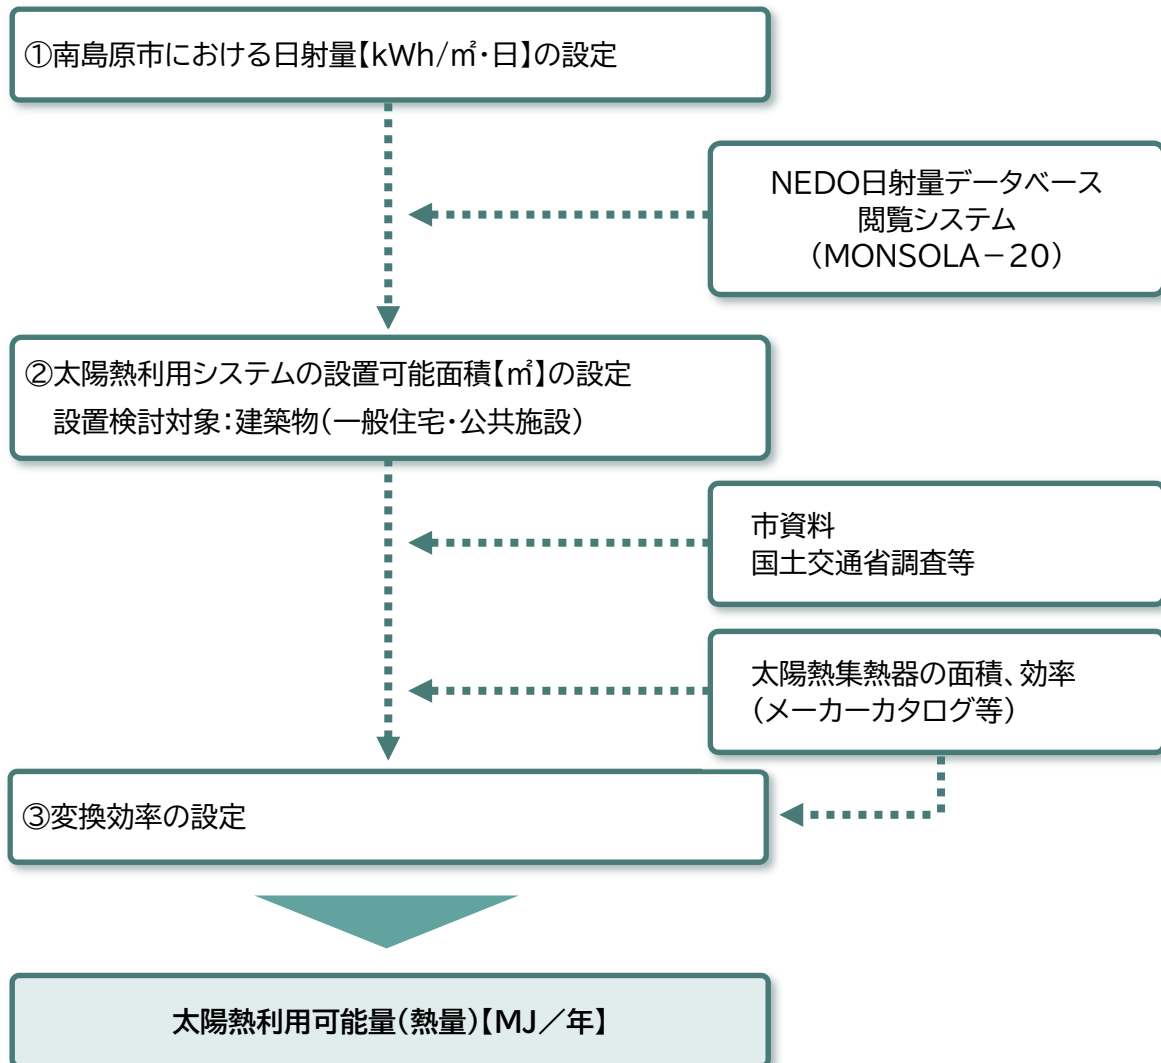 ①南島原市における日射量【kWh/㎡・日】の設定
NEDO日射量データベース
閲覧システム
（MONSOLA－20）
②太陽熱利用システムの設置可能面積【㎡】の設定
設置検討対象：建築物（一般住宅・公共施設）
市資料
国土交通省調査等
太陽熱集熱器の面積、効率
（メーカーカタログ等）
③変換効率の設定
太陽熱利用可能量（熱量）【MJ／年】